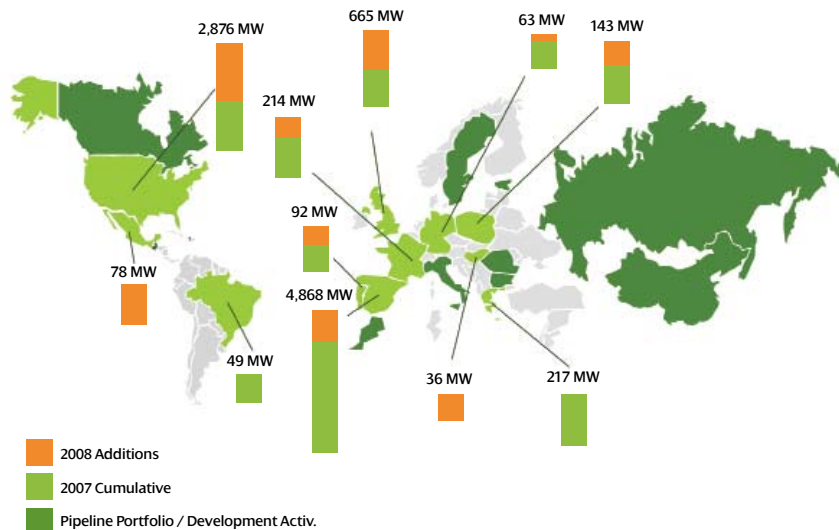 2,876 MW
665 MW
63 MW
143 MW
214 MW
92 MW
78 MW
4,868 MW
49 MW
36 MW
217 MW
2008 Additions
2007 Cumulative
Pipeline Portfolio / Development Activ.